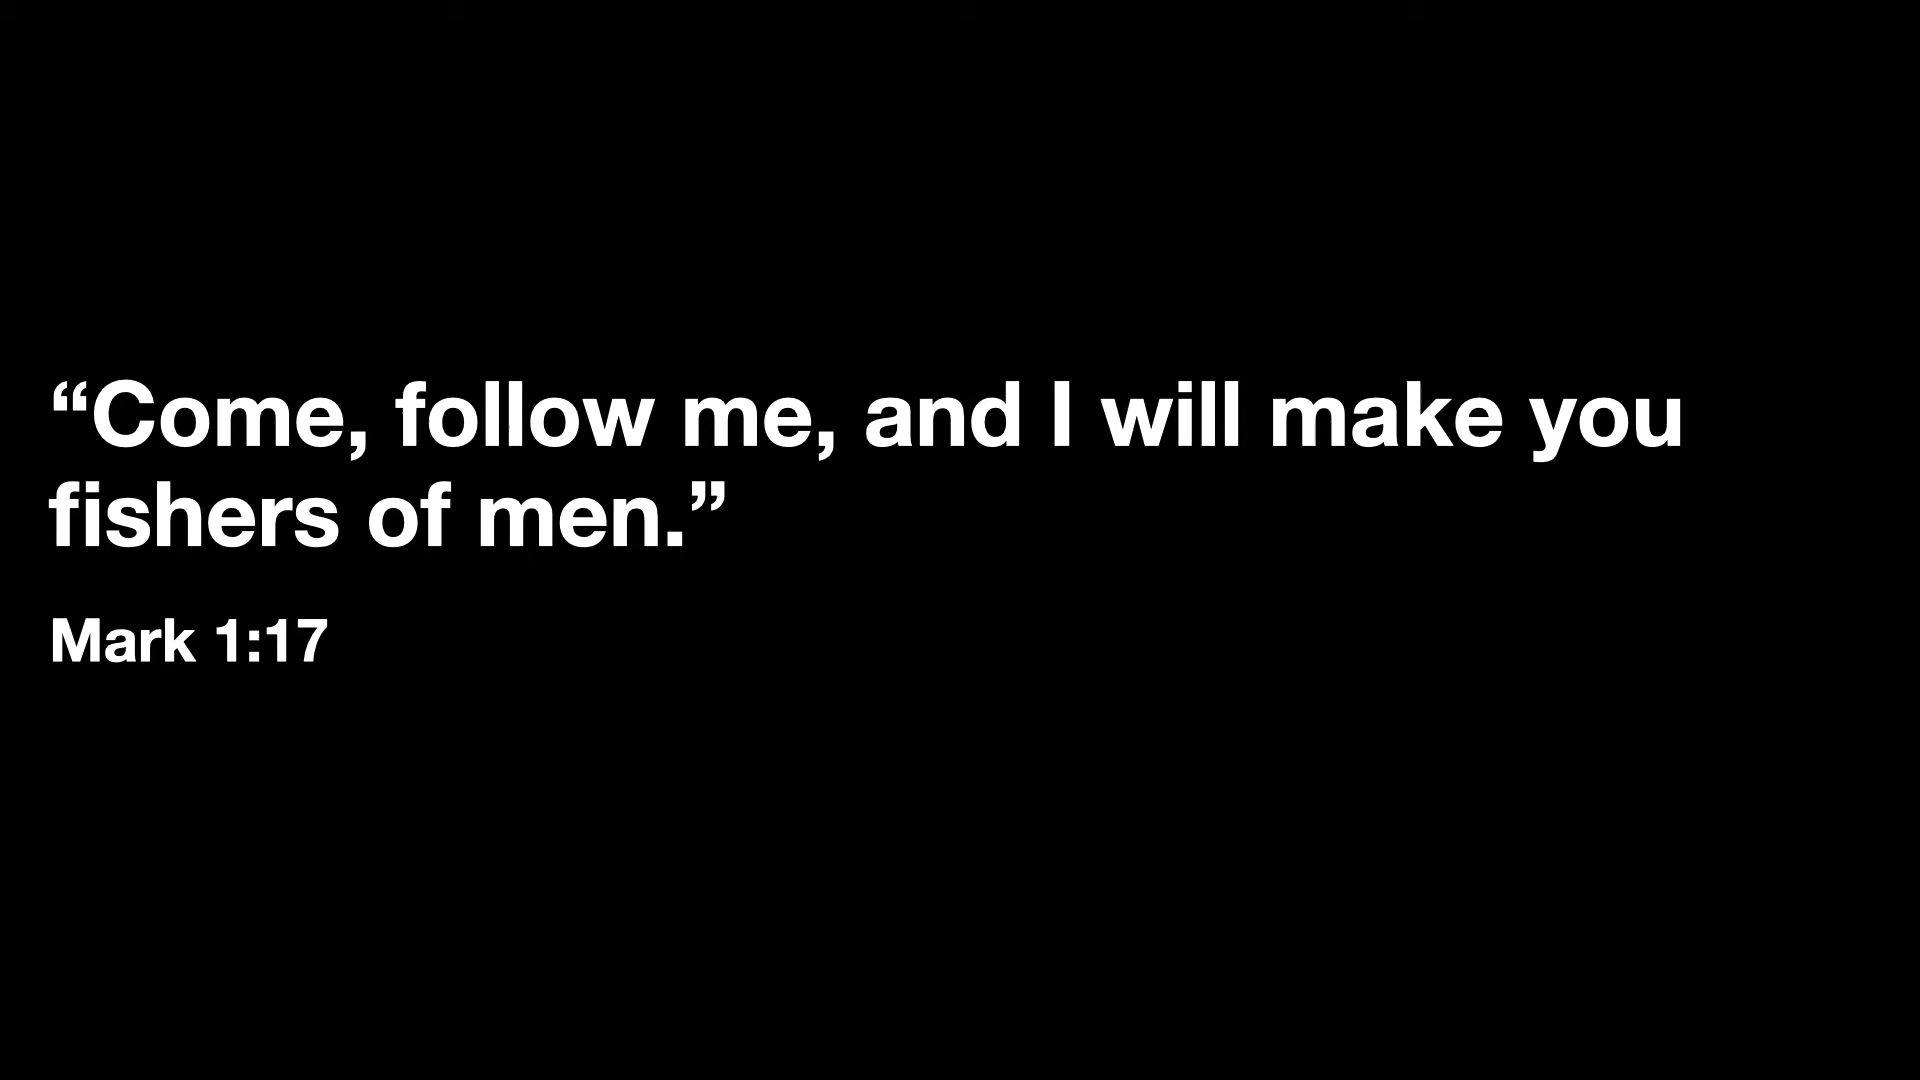 “Come, follow me, and I will make you
fishers of men.”
Mark 1:17